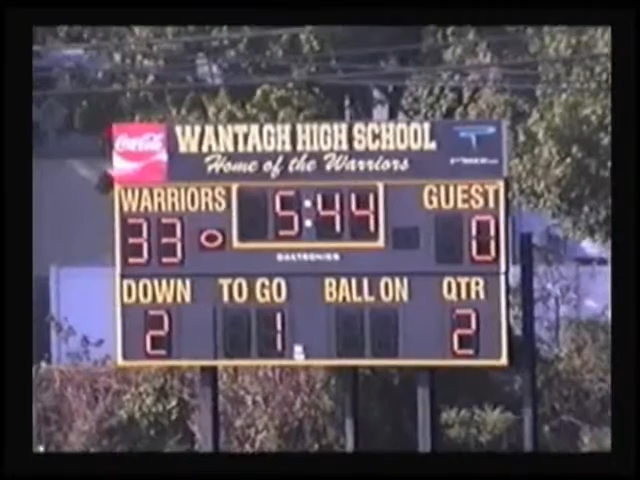 Coca-Cola
WANTAGH HIGH SCHOOL
Home of the Warriors
WARRIORS 5:44 GUEST
33 0
DAKTRONICS
DOWN TO GO BALL ON QTR
2 1 2